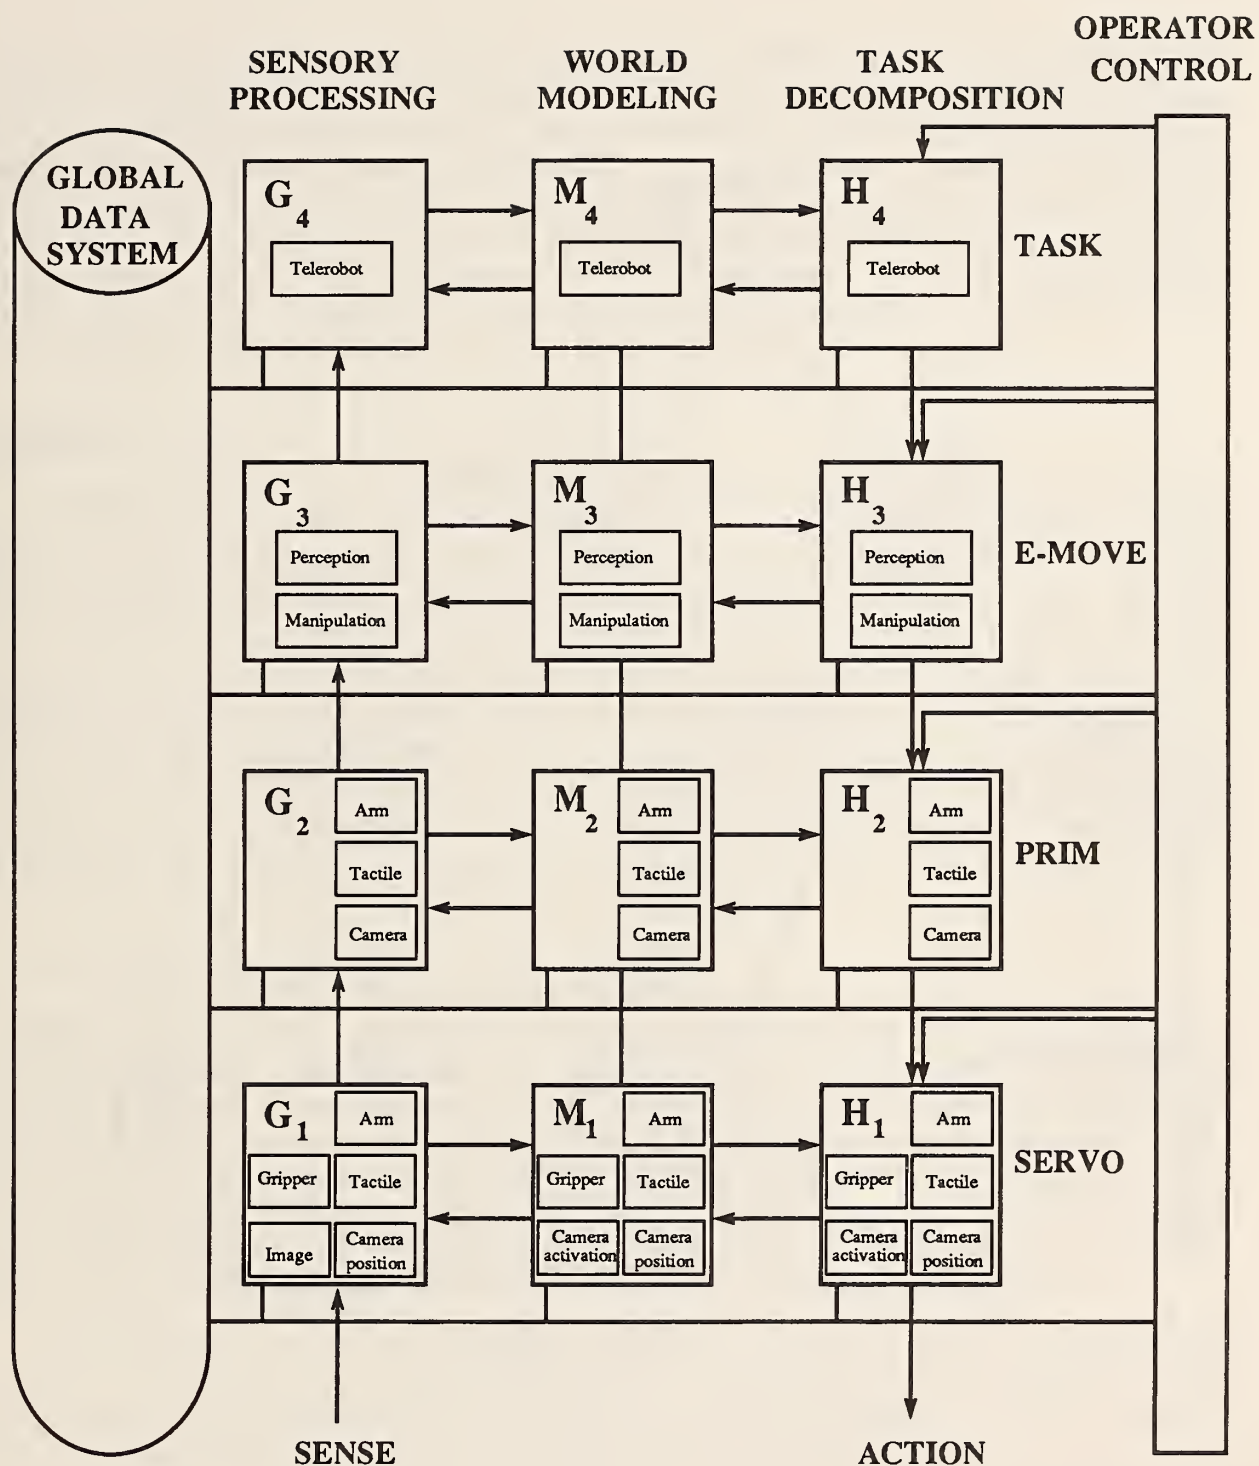 OPERATOR
CONTROL
SENSORY
PROCESSING
WORLD
MODELING
TASK
DECOMPOSITION
GLOBAL
DATA
SYSTEM
G4
Telerobot
M4
Telerobot
H4
Telerobot
TASK
G3
Perception
Manipulation
M3
Perception
Manipulation
H3
Perception
Manipulation
E-MOVE
G2
Arm
Tactile
Camera
M2
Arm
Tactile
Camera
H2
Arm
Tactile
Camera
PRIM
G1
Arm
Gripper
Tactile
Image
Camera
position
M1
Arm
Gripper
Tactile
Camera
activation
Camera
position
H1
Arm
Gripper
Tactile
Camera
activation
Camera
position
SERVO
SENSE
ACTION